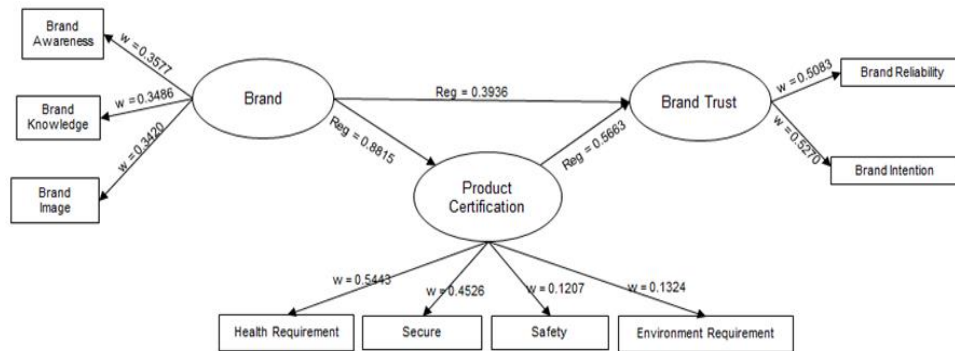 Brand
Awareness
w = 0.3577
Brand
Knowledge
w = 0.3486
Brand
Image
w = 0.3420
Brand
Reg = 0.3936
Reg = 0.8815
Reg = 0.5663
Brand Trust
w = 0.5083
Brand Reliability
w = 0.5270
Brand Intention
Product
Certification
w = 0.5443
w = 0.4526
w = 0.1207
w = 0.1324
Health Requirement
Secure
Safety
Environment Requirement